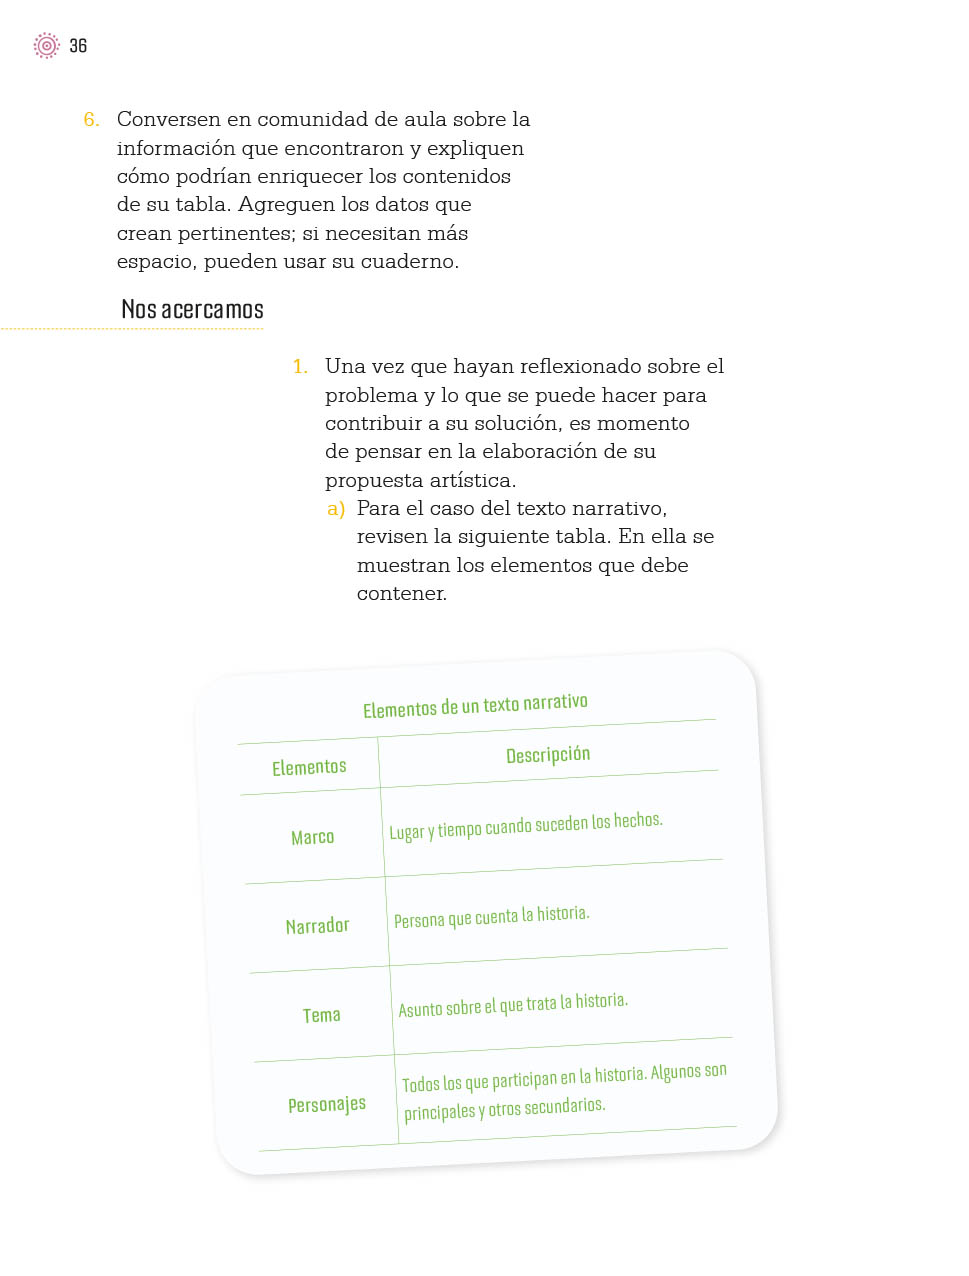 36
6. Conversen en comunidad de aula sobre la
información que encontraron y expliquen
cómo podrían enriquecer los contenidos
de su tabla. Agreguen los datos que
crean pertinentes; si necesitan más
espacio, pueden usar su cuaderno.
Nos acercamos
1. Una vez que hayan reflexionado sobre el
problema y lo que se puede hacer para
contribuir a su solución, es momento
de pensar en la elaboración de su
propuesta artística.
a) Para el caso del texto narrativo,
revisen la siguiente tabla. En ella se
muestran los elementos que debe
contener.
Elementos de un texto narrativo
Elementos Descripción
Marco Lugar y tiempo cuando suceden los hechos.
Narrador Persona que cuenta la historia.
Tema Asunto sobre el que trata la historia.
Personajes Todos los que participan en la historia. Algunos son
principales y otros secundarios.